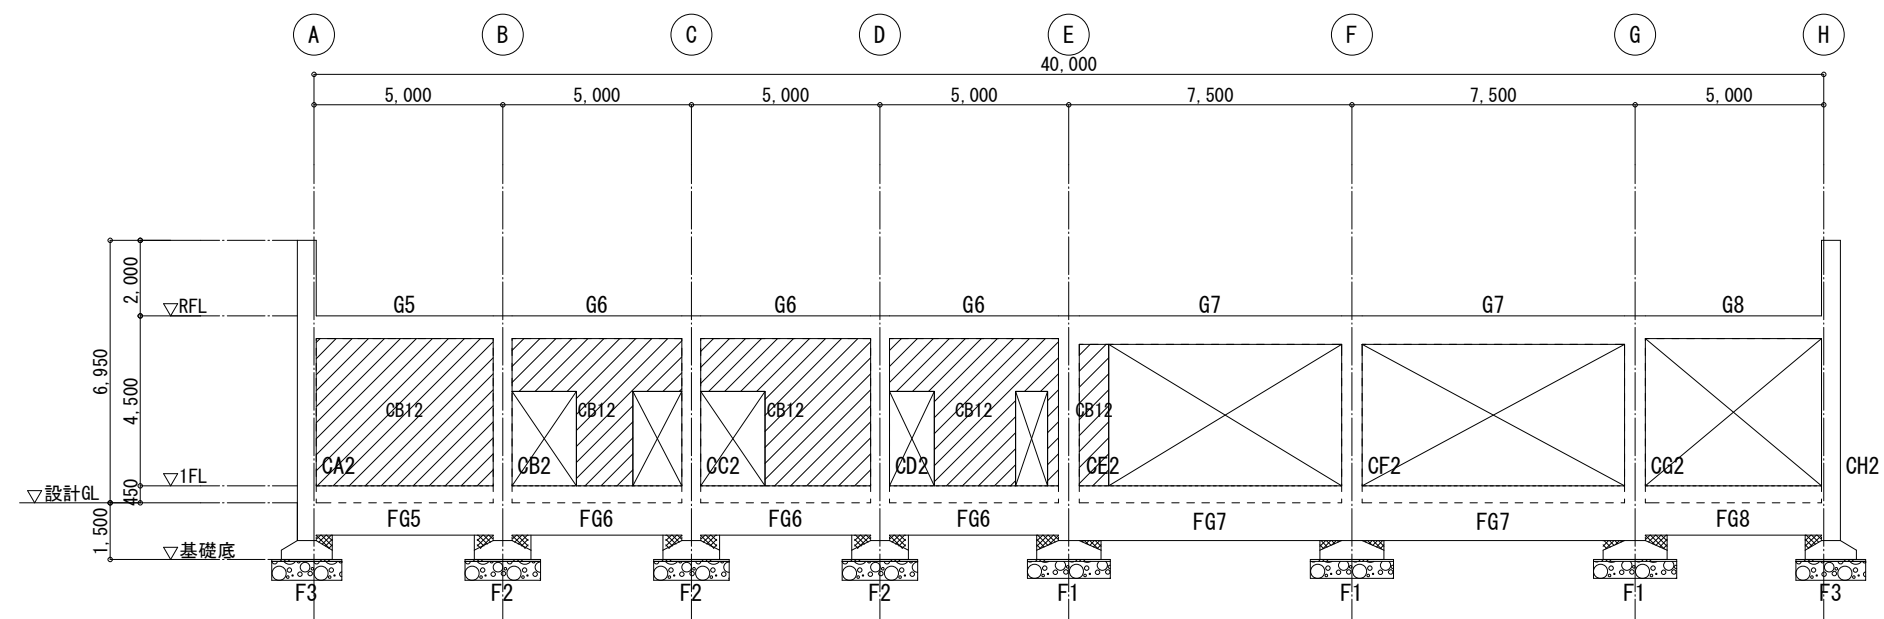 A B C D E F G H
40,000
5,000 5,000 5,000 5,000 7,500 7,500 5,000
2,000
▽RFL
G5 G6 G6 G6 G7 G7 G8
6,950
4,500
CB12 CB12 CB12 CB12 CB12
CA2 CB2 CC2 CD2 CE2 CF2 CG2 CH2
▽1FL
450
▽設計GL
FG5 FG6 FG6 FG6 FG7 FG7 FG8
1,500
▽基礎底
F3 F2 F2 F2 F1 F1 F1 F3